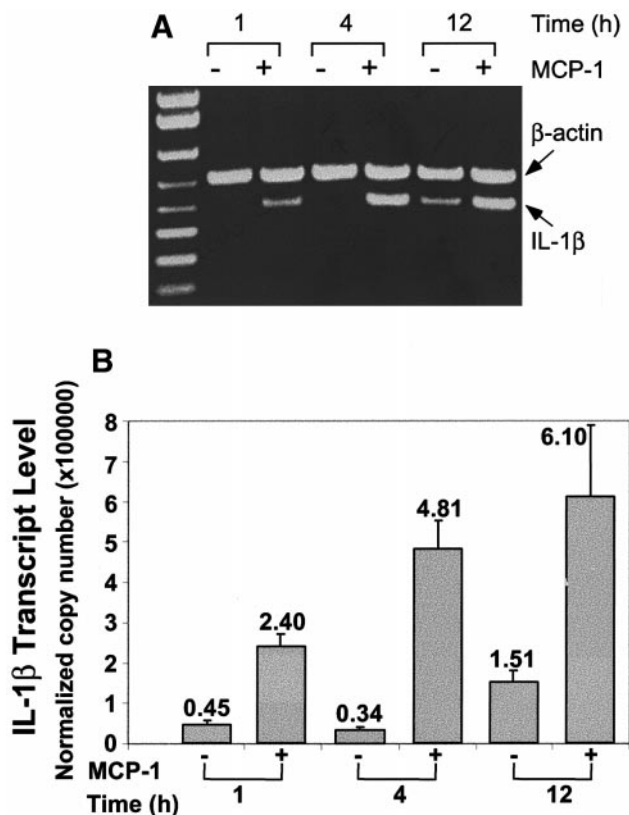 A
1 4 12 Time (h)
- + - + - + MCP-1
β-actin
IL-1β
B
IL-1β Transcript Level
Normalized copy number (x100000)
8
7
6
5
4
3
2
1
0
0.45
2.40
0.34
4.81
1.51
6.10
- + - + - +
MCP-1
Time (h) 1 4 12